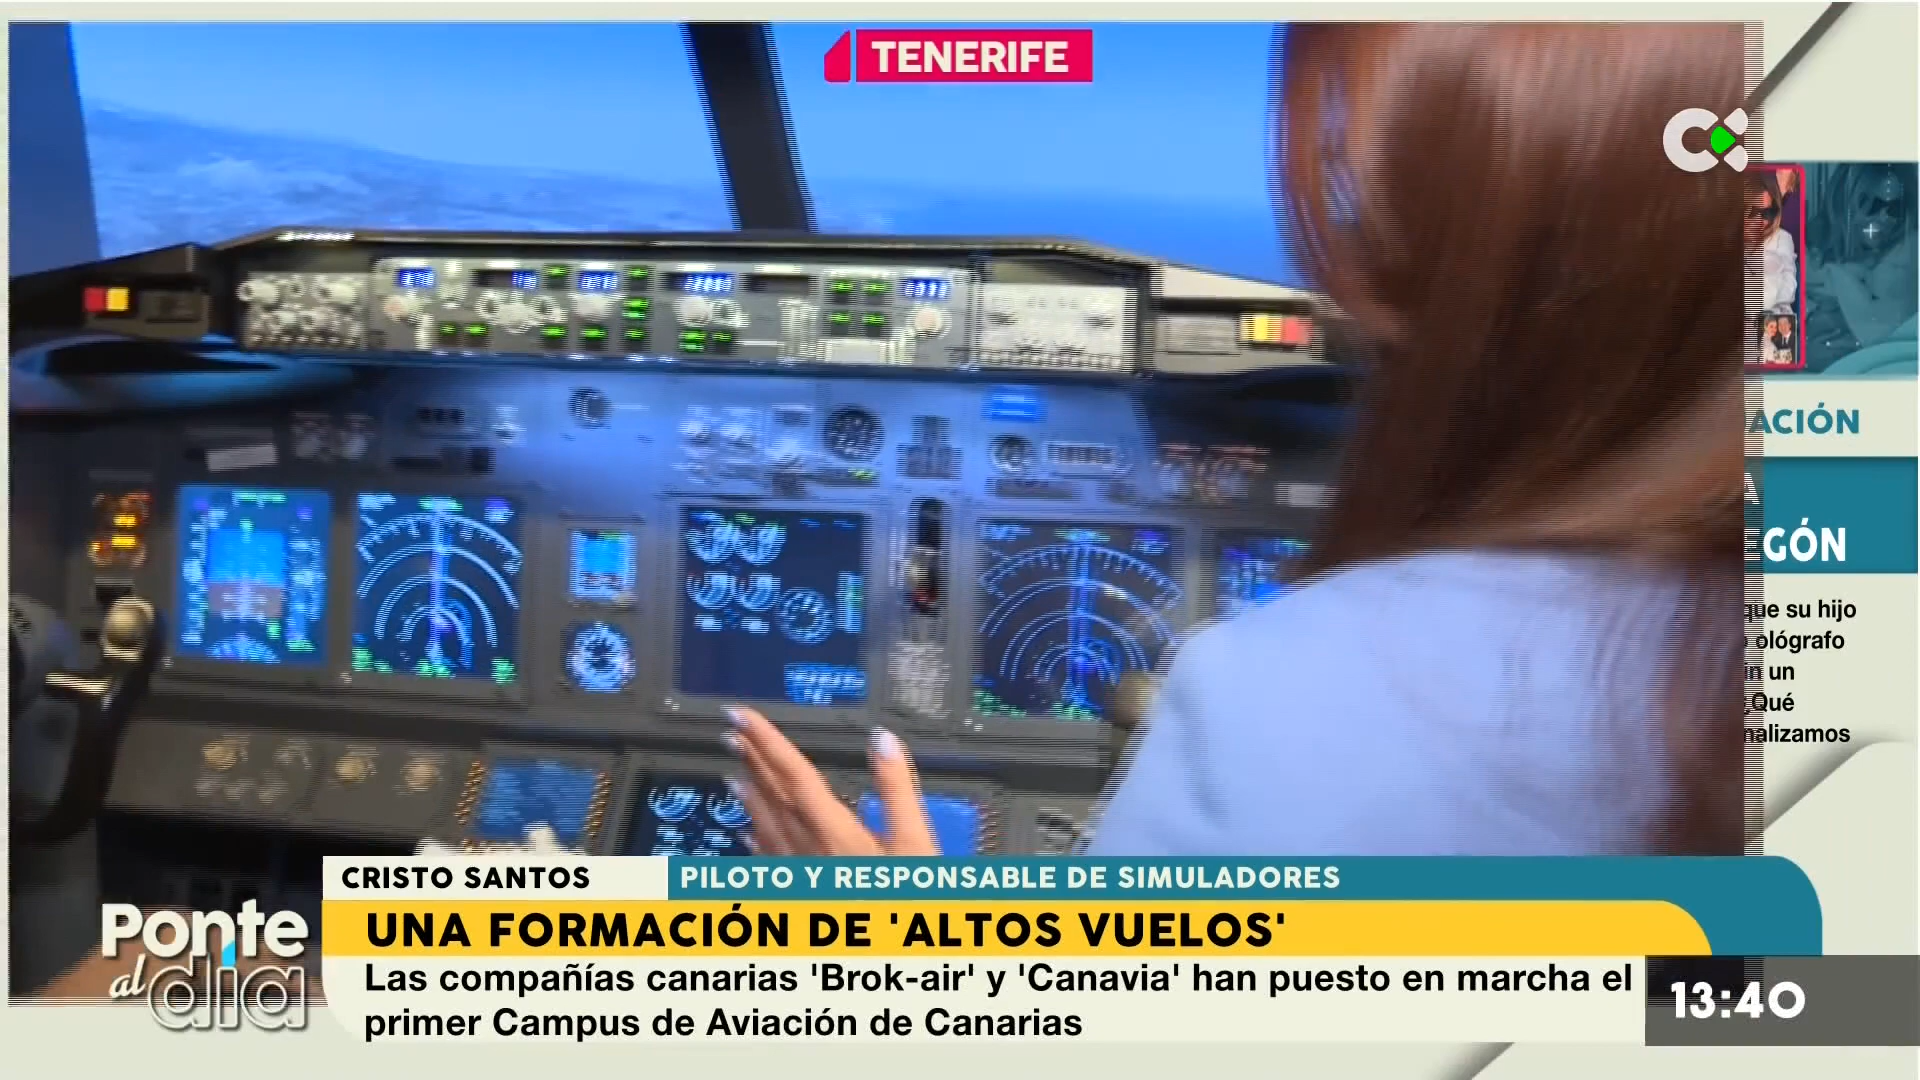 TENERIFE
ACIÓN
A
EGÓN
que su hijo
ológrafo
in un
¿Qué
nalizamos
CRISTO SANTOS
PILOTO Y RESPONSABLE DE SIMULADORES
Ponte
al día
UNA FORMACIÓN DE 'ALTOS VUELOS'
Las compañías canarias 'Brok-air' y 'Canavia' han puesto en marcha el
primer Campus de Aviación de Canarias
13:40